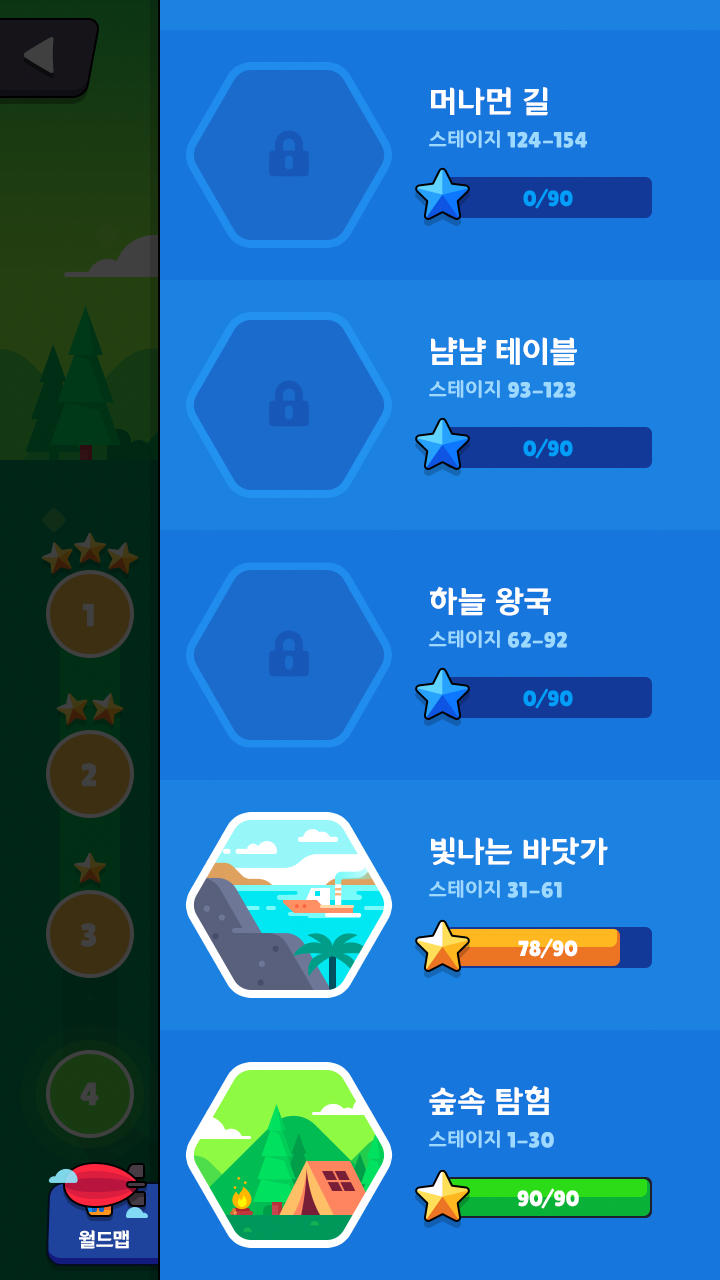 머나먼 길
스테이지 124-154
0/90
냠냠 테이블
스테이지 93-123
0/90
하늘 왕국
스테이지 62-92
0/90
빛나는 바닷가
스테이지 31-61
78/90
숲속 탐험
스테이지 1-30
90/90
1
2
3
4
월드맵